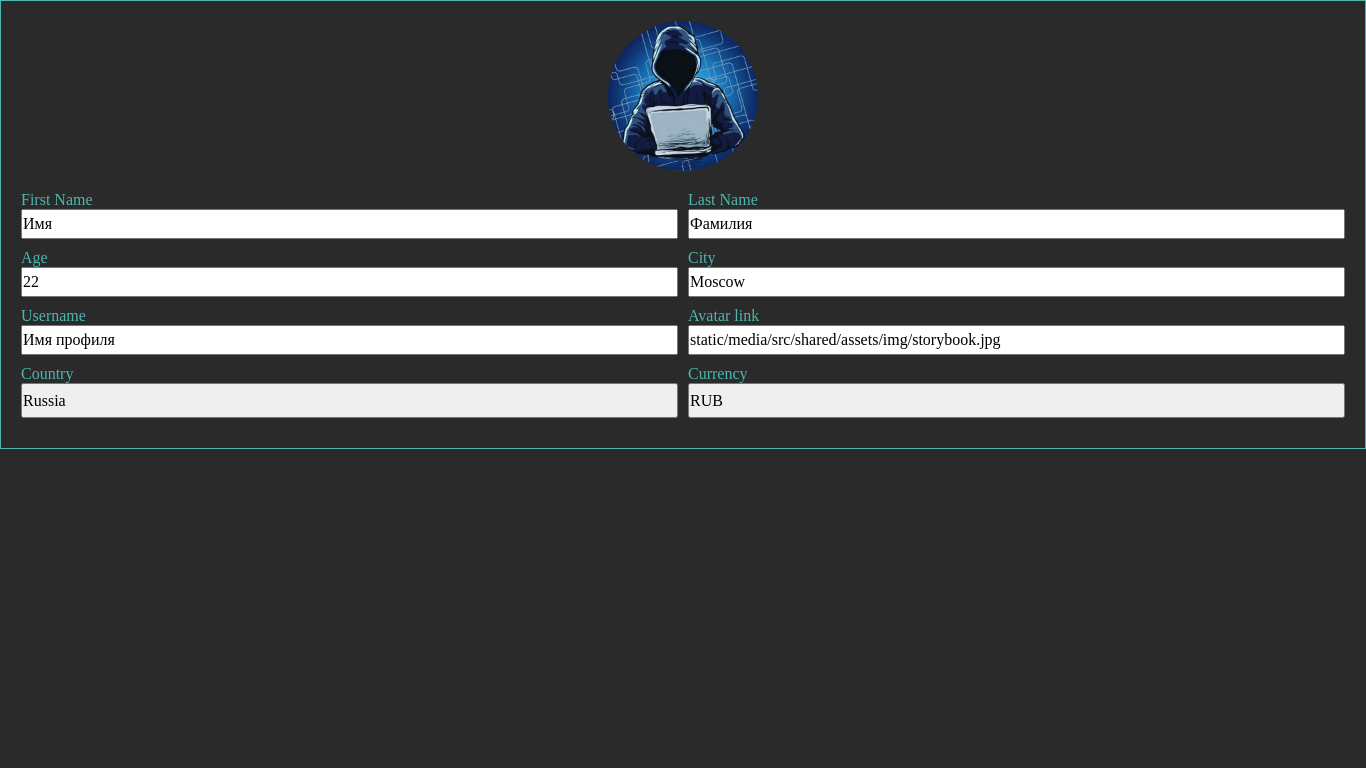 First Name
Last Name
Имя
Фамилия
Age
City
22
Moscow
Username
Avatar link
Имя профиля
static/media/src/shared/assets/img/storybook.jpg
Country
Currency
Russia
RUB